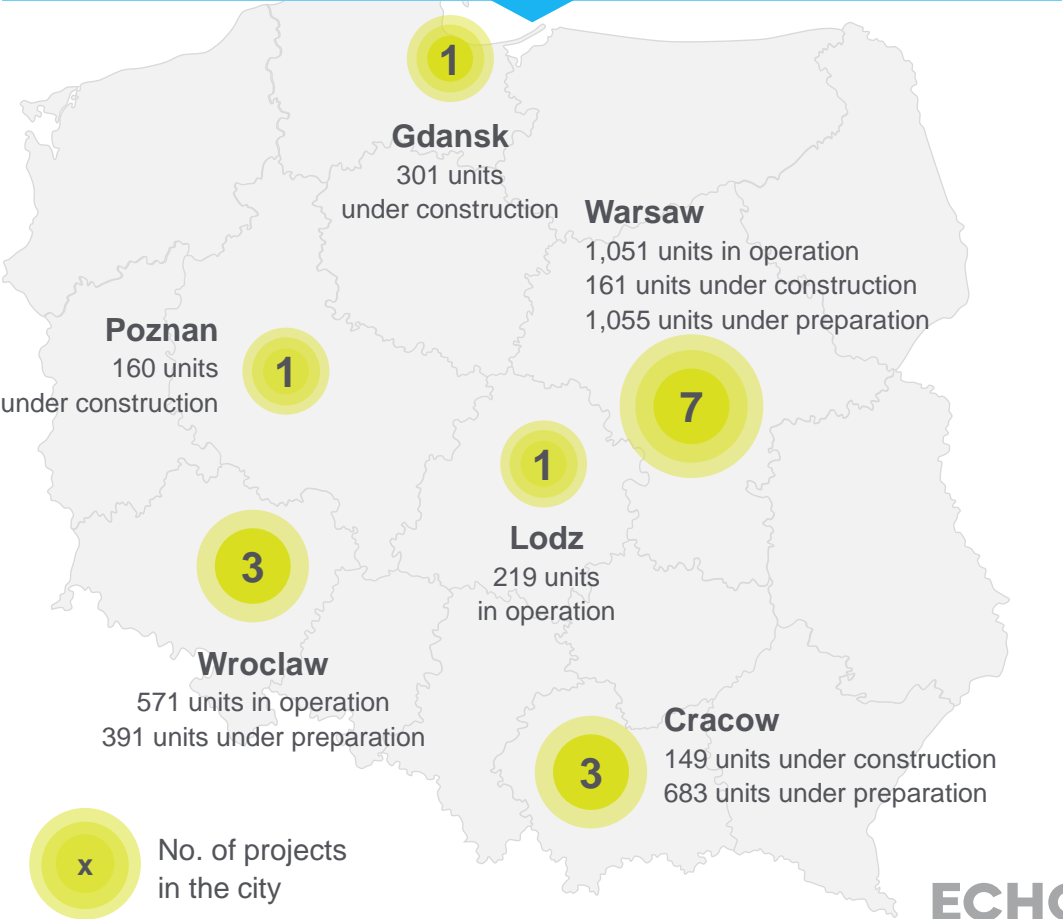 1
Gdansk
301 units
under construction
Warsaw
1,051 units in operation
161 units under construction
1,055 units under preparation
7
Poznan
160 units
under construction
1
1
Lodz
219 units
in operation
3
Wroclaw
571 units in operation
391 units under preparation
Cracow
149 units under construction
683 units under preparation
3
x
No. of projects
in the city